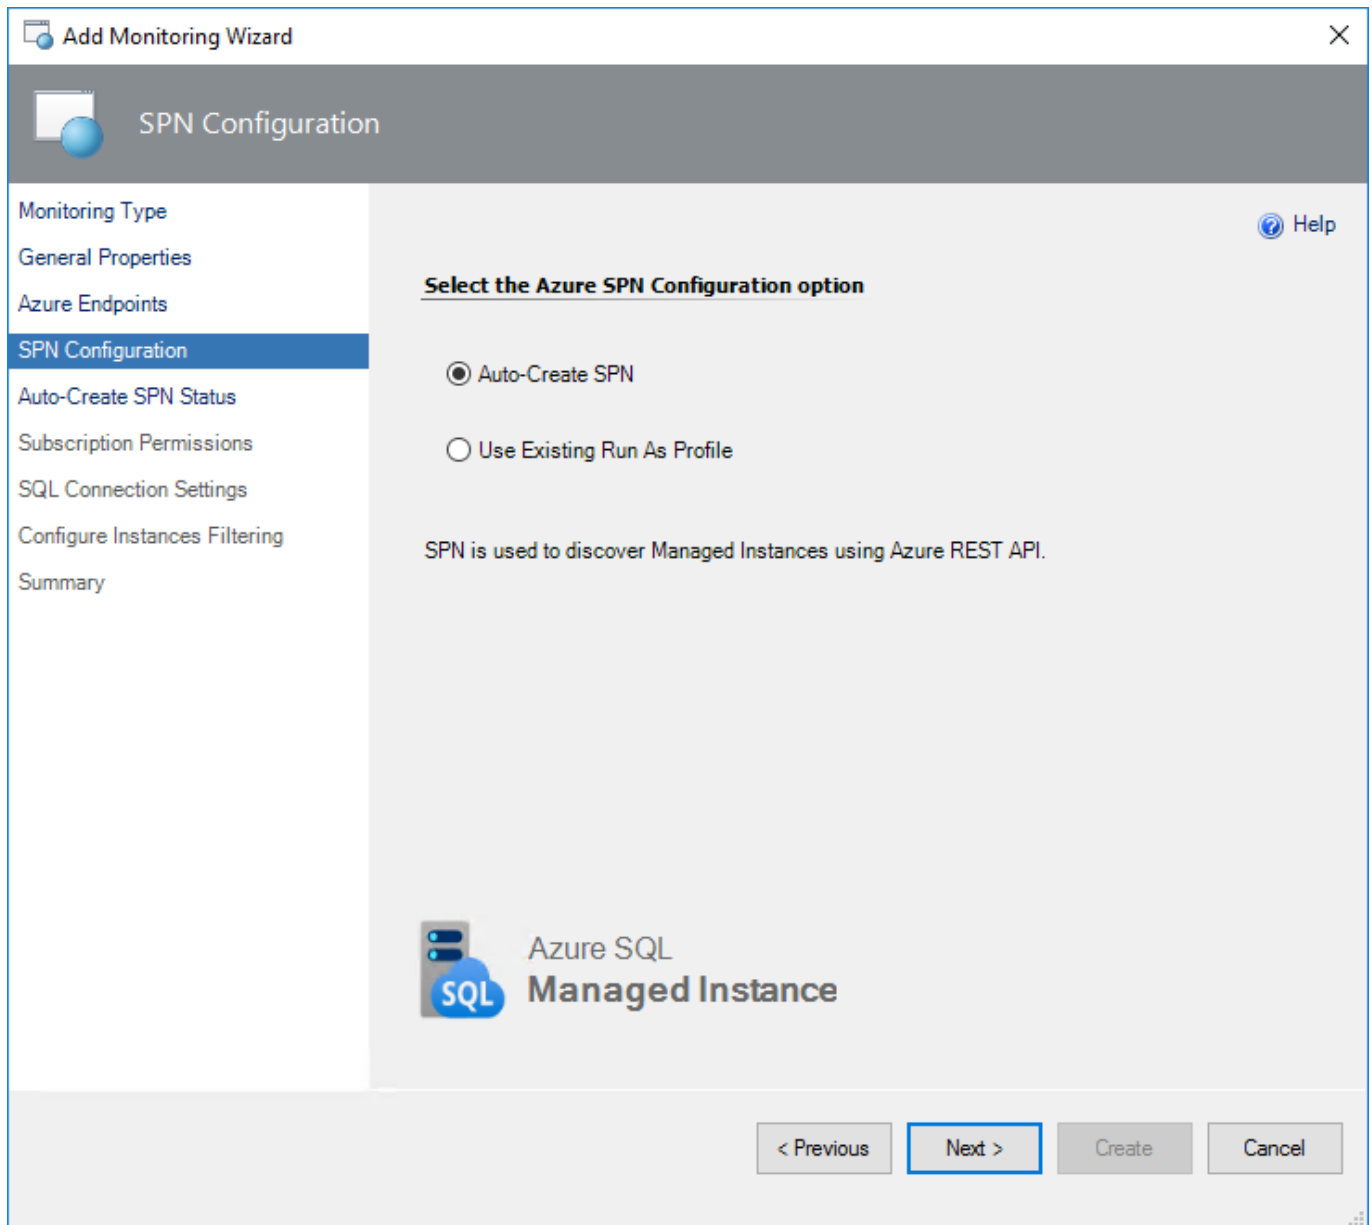 Add Monitoring Wizard
SPN Configuration
Monitoring Type
General Properties
Azure Endpoints
SPN Configuration
Auto-Create SPN Status
Subscription Permissions
SQL Connection Settings
Configure Instances Filtering
Summary
Help
Select the Azure SPN Configuration option
Auto-Create SPN
Use Existing Run As Profile
SPN is used to discover Managed Instances using Azure REST API.
SQL
Azure SQL
Managed Instance
< Previous
Next >
Create
Cancel